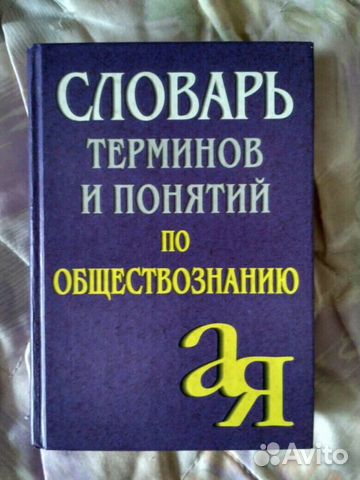 СЛОВАРЬ
ТЕРМИНОВ
И ПОНЯТИЙ
ПО
ОБЩЕСТВОЗНАНИЮ
а
Я
Avito